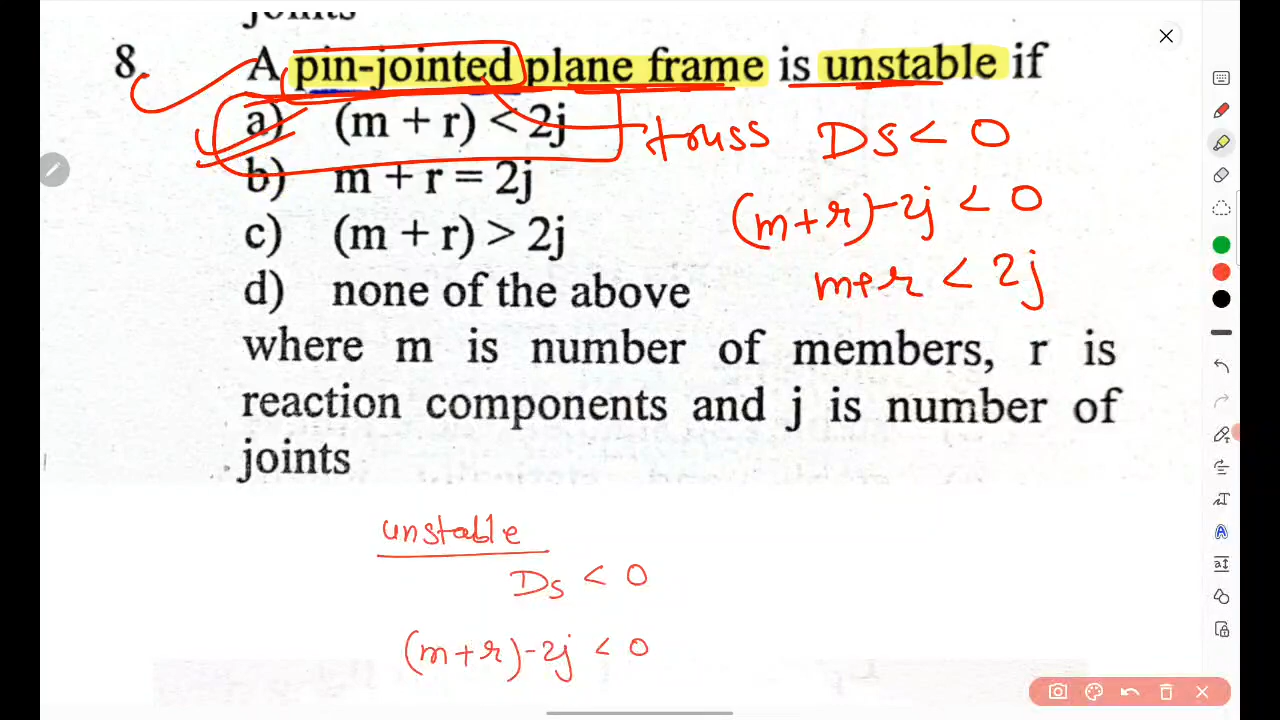 joints
8. A pin-jointed plane frame is unstable if
a) (m + r) < 2j
truss Ds < 0
b) m + r = 2j
(m+r)-2j < 0
c) (m + r) > 2j
m+r < 2j
d) none of the above
where m is number of members, r is
reaction components and j is number of
joints
unstable
Ds < 0
(m+r)-2j < 0